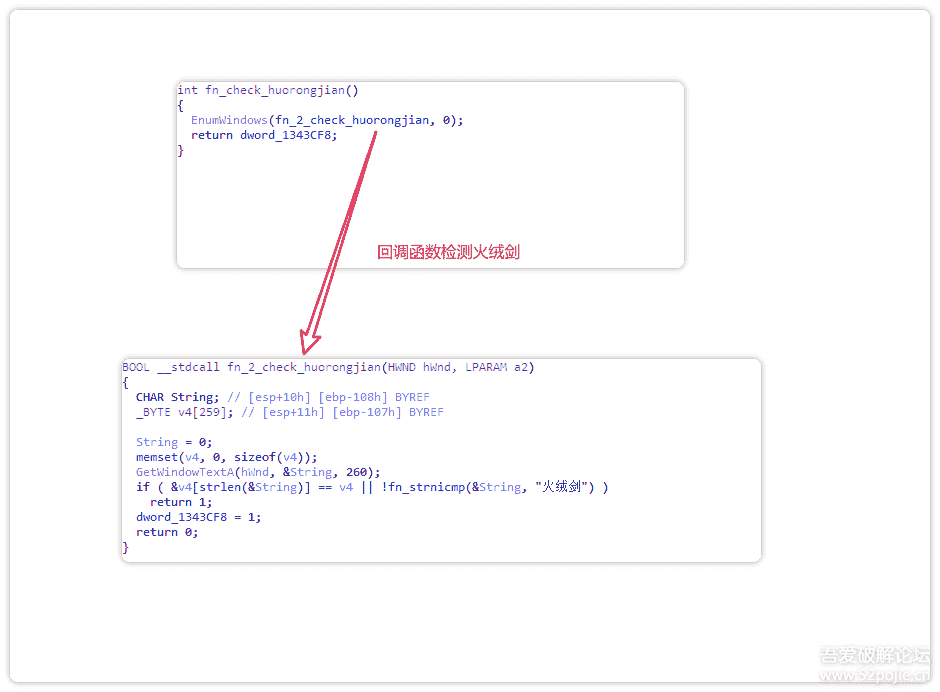 int fn_check_huorongjian()
{
  EnumWindows(fn_2_check_huorongjian, 0);
  return dword_1343CF8;
}
回调函数检测火绒剑
BOOL __stdcall fn_2_check_huorongjian(HWND hWnd, LPARAM a2)
{
  CHAR String; // [esp+10h] [ebp-108h] BYREF
  _BYTE v4[259]; // [esp+11h] [ebp-107h] BYREF
  String = 0;
  memset(v4, 0, sizeof(v4));
  GetWindowTextA(hWnd, &String, 260);
  if ( &v4[strlen(&String)] == v4 || !fn_strnicmp(&String, "火绒剑") )
    return 1;
  dword_1343CF8 = 1;
  return 0;
}
吾爱破解论坛
www.52pojie.cn